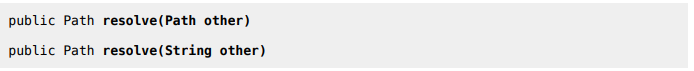 public Path resolve(Path other)
public Path resolve(String other)